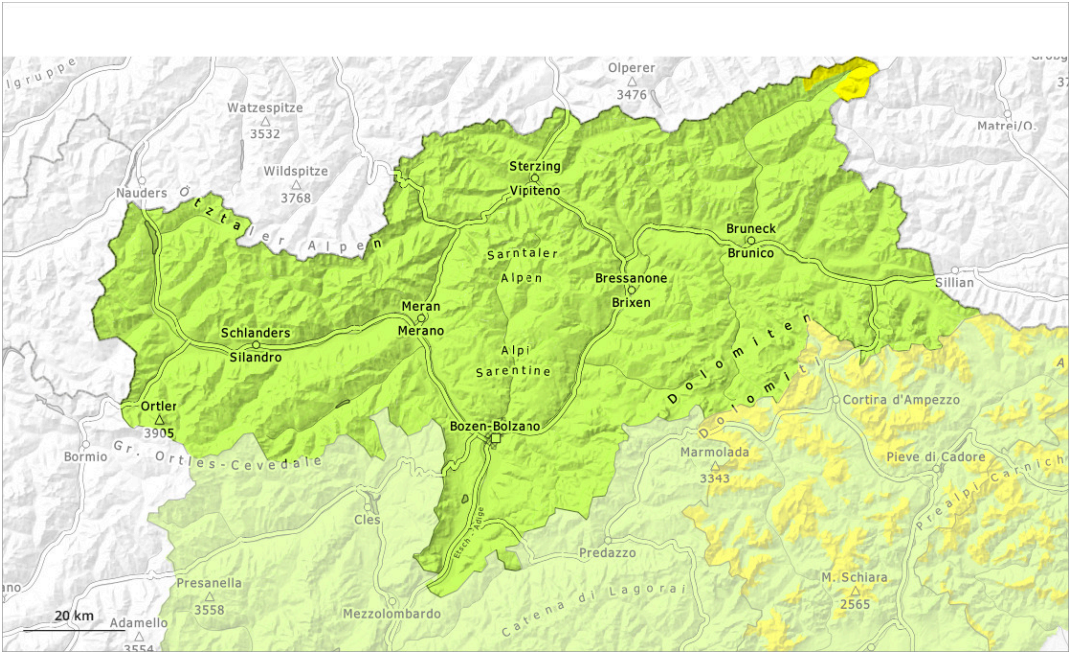 Olperer
3476
lgruppe
Watzespitze
3532
Matrei/O.
Sterzing
Vipiteno
Wildspitze
3768
Nauders
Ötztaler Alpen
Bruneck
Brunico
Sarntaler
Alpen
Bressanone
Brixen
Sillian
Meran
Merano
Schlanders
Silandro
Alpi
Sarentine
Dolomiten
Dolomiti
Cortina d'Ampezzo
Ortler
3905
Bozen-Bolzano
Bormio
Gr. Ortles-Cevedale
Marmolada
3343
Pieve di Cadore
Prealpi Carnich
Cles
Etsch - Adige
Predazzo
Presanella
3558
M. Schiara
2565
Mezzolombardo
Catena di Lagorai
20 km
Adamello
3554